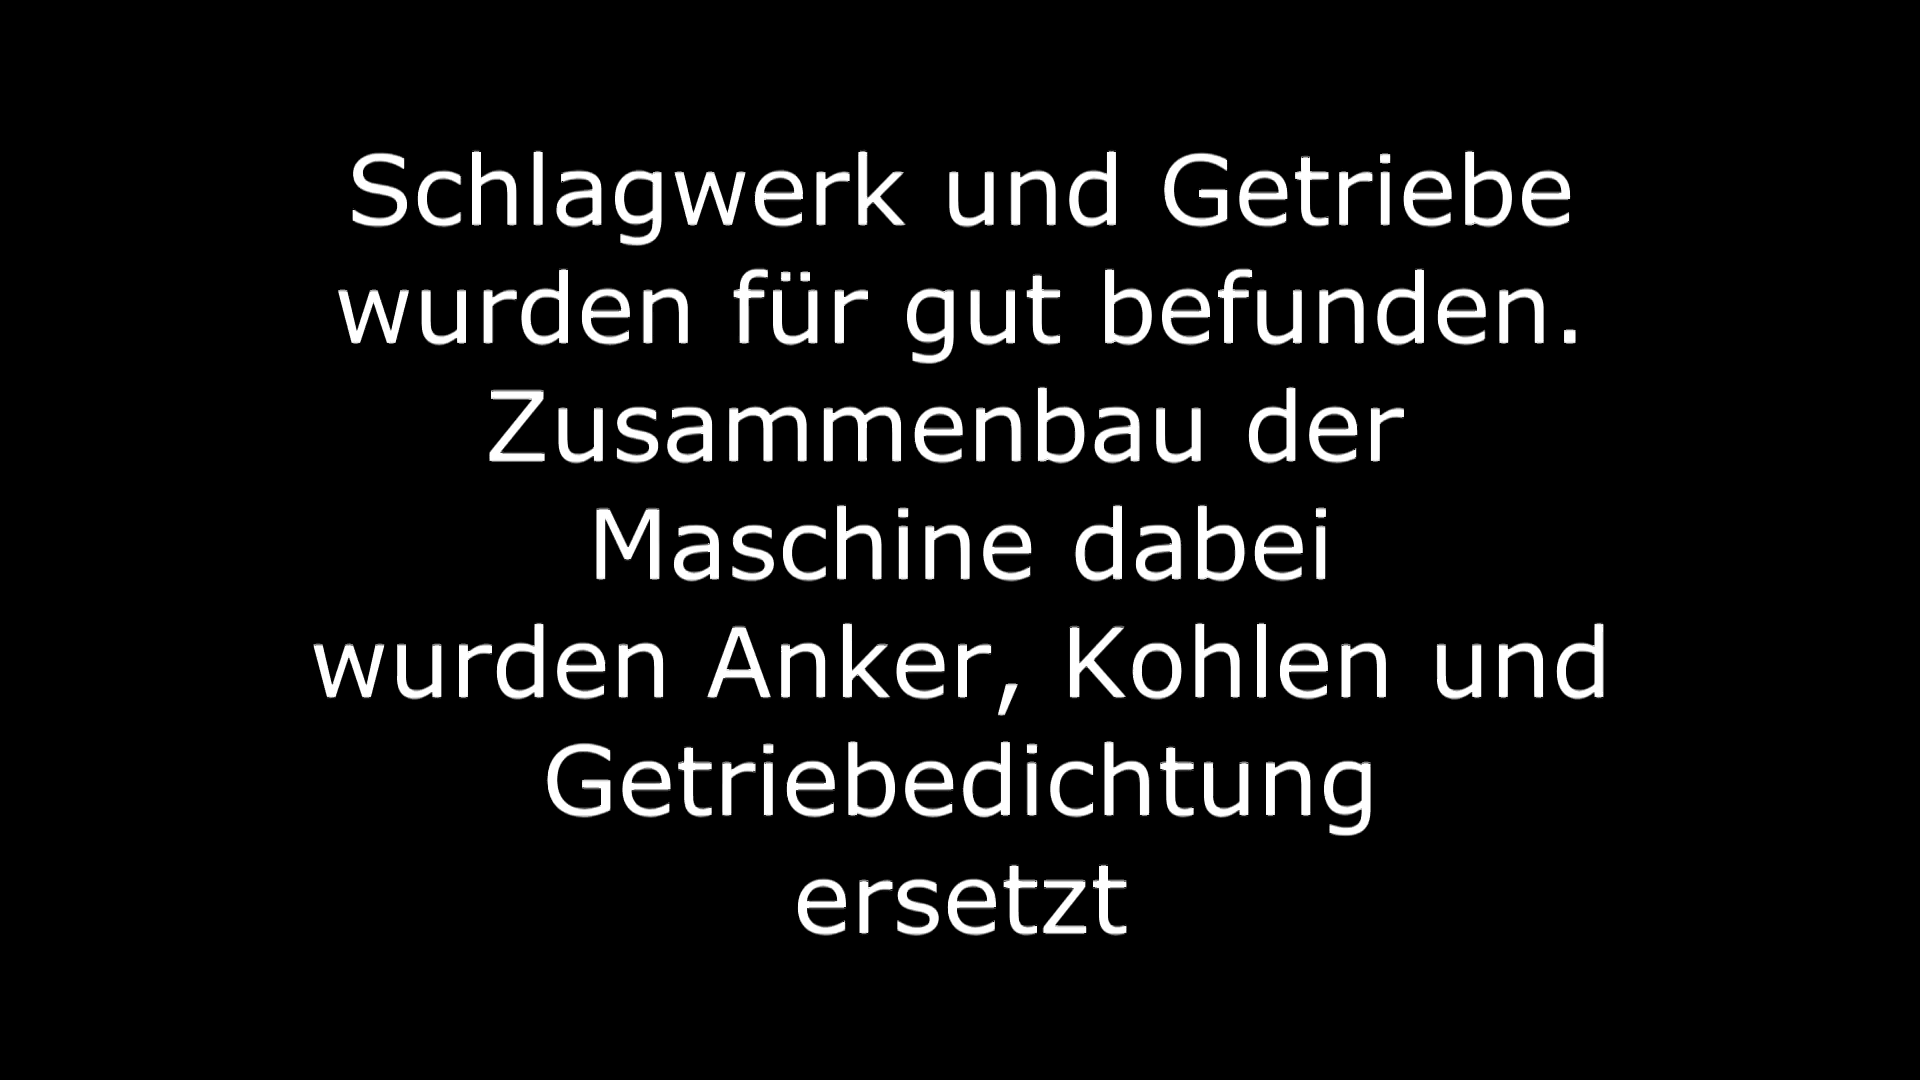 Schlagwerk und Getriebe
wurden für gut befunden.
Zusammenbau der
Maschine dabei
wurden Anker, Kohlen und
Getriebedichtung
ersetzt